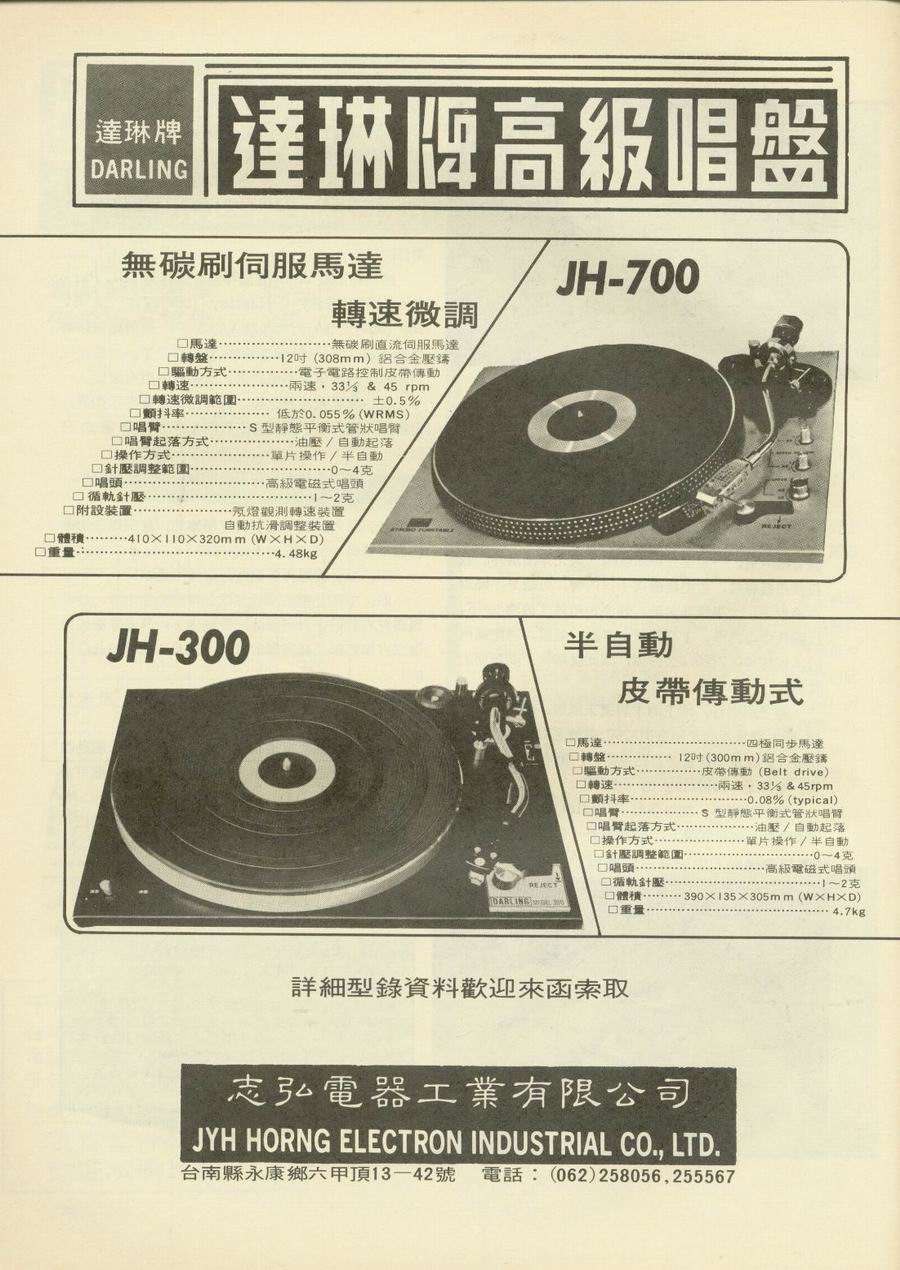 達琳牌
DARLING
達琳牌高級唱盤
無碳刷伺服馬達
轉速微調
JH-700
□馬達‥‥‥‥‥‥‥‥無碳刷直流伺服馬達
□轉盤‥‥‥‥‥12吋 (308mm) 鋁合金壓鑄
□驅動方式‥‥‥‥‥電子電路控制皮帶傳動
□轉速‥‥‥‥‥‥‥兩速・33⅓ & 45 rpm
□轉速微調範圍‥‥‥‥‥‥‥‥‥±0.5%
□顫抖率‥‥‥‥‥‥低於0.055%(WRMS)
□唱臂‥‥‥‥‥‥S型靜態平衡式管狀唱臂
□唱臂起落方式‥‥‥‥‥‥油壓/自動起落
□操作方式‥‥‥‥‥‥‥‥單片操作/半自動
□針壓調整範圍‥‥‥‥‥‥‥‥‥‥0~4克
□唱頭‥‥‥‥‥‥‥‥‥‥高級電磁式唱頭
□循軌針壓‥‥‥‥‥‥‥‥‥‥‥‥1~2克
□附設裝置‥‥‥‥‥‥‥氖燈觀測轉速裝置
自動抗滑調整裝置
□體積‥‥‥410×110×320mm(W×H×D)
□重量‥‥‥‥‥‥‥‥‥‥‥‥‥‥4.48kg
STROBO TURNTABLE
REJECT
JH-300
半自動
皮帶傳動式
□馬達‥‥‥‥‥‥‥‥‥‥‥四極同步馬達
□轉盤‥‥‥‥‥12吋(300mm)鋁合金壓鑄
□驅動方式‥‥‥‥‥皮帶傳動 (Belt drive)
□轉速‥‥‥‥‥‥‥‥兩速・33⅓ &45rpm
□顫抖率‥‥‥‥‥‥‥‥‥0.08%(typical)
□唱臂‥‥‥‥‥‥S 型靜態平衡式管狀唱臂
□唱臂起落方式‥‥‥‥‥‥油壓/自動起落
□操作方式‥‥‥‥‥‥‥單片操作/半自動
□針壓調整範圍‥‥‥‥‥‥‥‥‥‥0~4克
□唱頭‥‥‥‥‥‥‥‥‥‥高級電磁式唱頭
□循軌針壓‥‥‥‥‥‥‥‥‥‥‥‥1~2克
□體積‥‥‥390×135×305mm(W×H×D)
□重量‥‥‥‥‥‥‥‥‥‥‥‥‥‥4.7kg
REJECT
DARLING MODEL 300
詳細型錄資料歡迎來函索取
志弘電器工業有限公司
JYH HORNG ELECTRON INDUSTRIAL CO., LTD.
台南縣永康鄉六甲頂13—42號 電話：(062)258056,255567